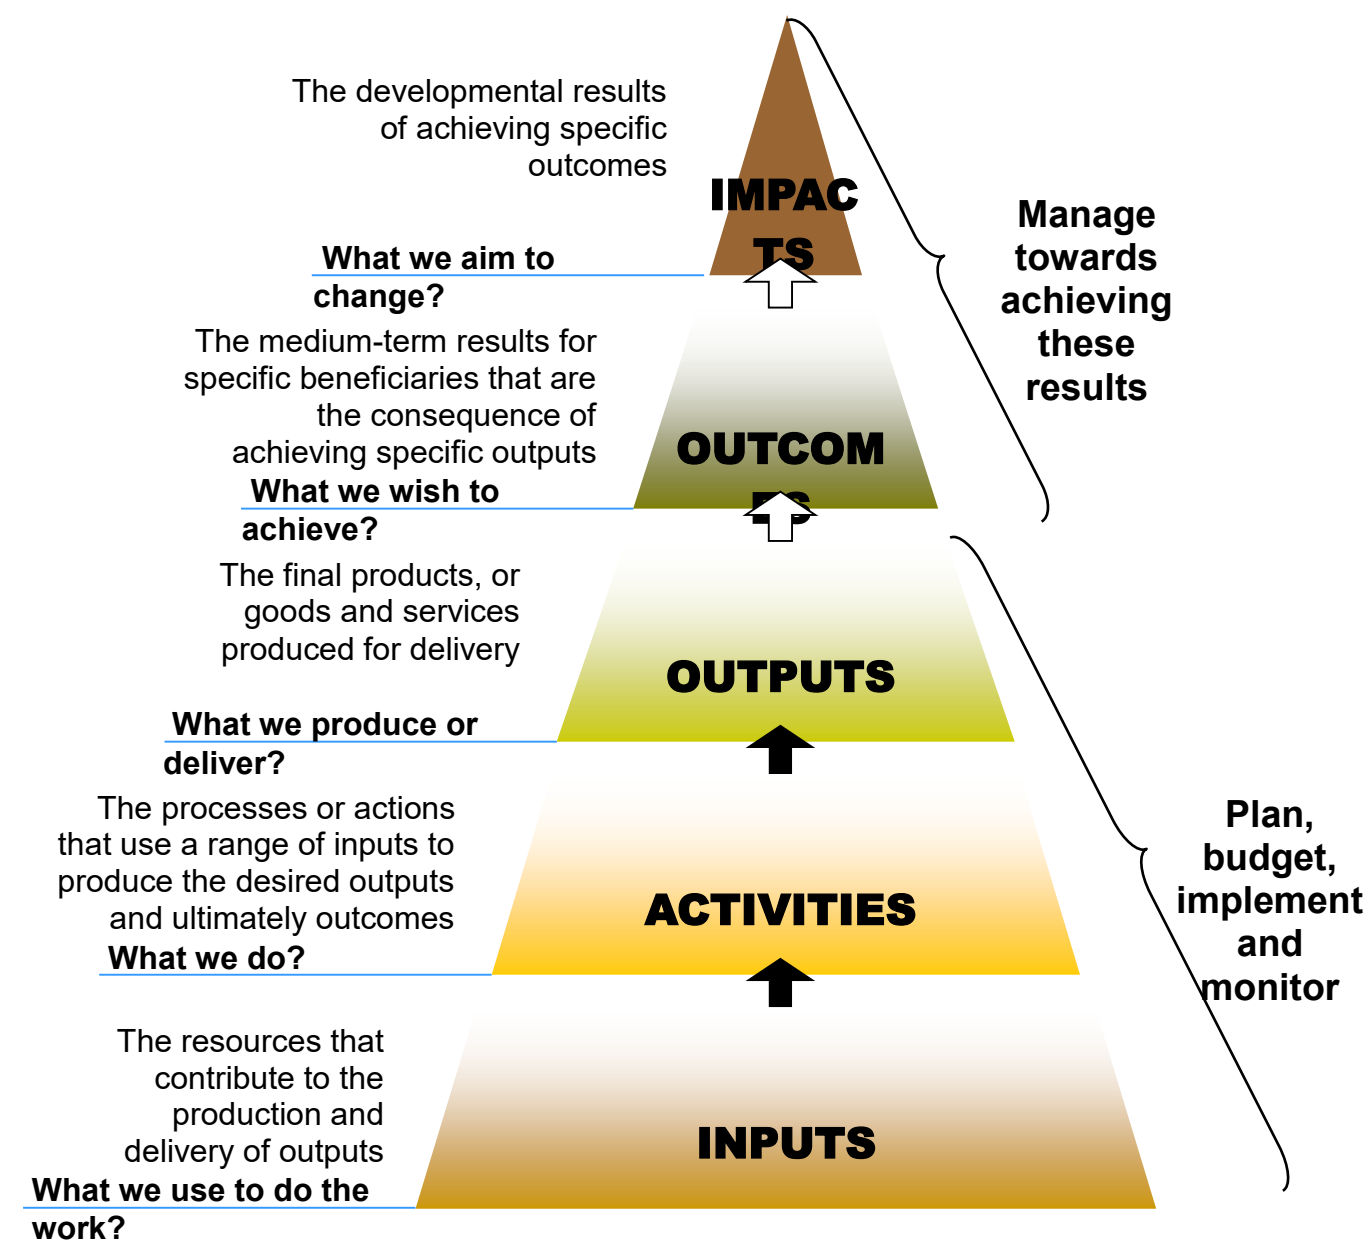 The developmental results
of achieving specific
outcomes
IMPAC
TS
What we aim to
change?
Manage
towards
achieving
these
results
The medium-term results for
specific beneficiaries that are
the consequence of
achieving specific outputs
OUTCOM
ES
What we wish to
achieve?
The final products, or
goods and services
produced for delivery
OUTPUTS
What we produce or
deliver?
The processes or actions
that use a range of inputs to
produce the desired outputs
and ultimately outcomes
ACTIVITIES
What we do?
Plan,
budget,
implement
and
monitor
The resources that
contribute to the
production and
delivery of outputs
INPUTS
What we use to do the
work?